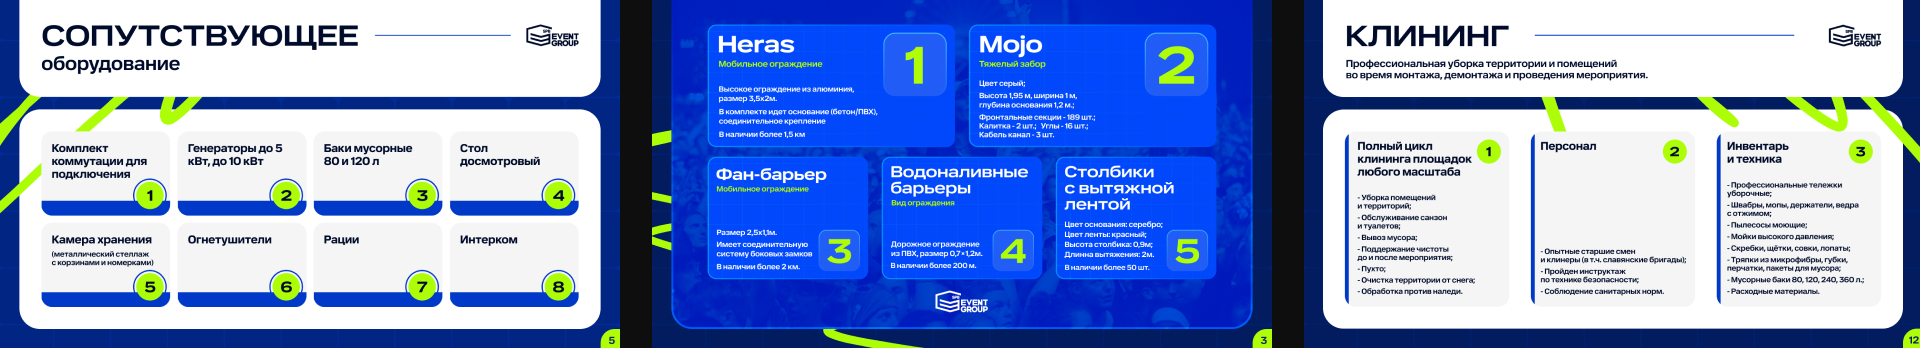 СОПУТСТВУЮЩЕЕ
оборудование
SPB
EVENT
GROUP
Комплект
коммутации для
подключения
1
Генераторы до 5
кВт, до 10 кВт
2
Баки мусорные
80 и 120 л
3
Стол
досмотровый
4
Камера хранения
(металлический стеллаж
с корзинами и номерками)
5
Огнетушители
6
Рации
7
Интерком
8
5
Heras
Мобильное ограждение
1
Высокое ограждение из алюминия,
размер 3,5х2м.
В комплекте идет основание (бетон/ПВХ),
соединительное крепление
В наличии более 1,5 км
Mojo
Тяжелый забор
2
Цвет серый;
Высота 1,95 м, ширина 1 м,
глубина основания 1,2 м.;
Фронтальные секции - 189 шт.;
Калитка - 2 шт.; Углы - 16 шт.;
Кабель канал - 3 шт.
Фан-барьер
Мобильное ограждение
Размер 2,5х1,1м.
Имеет соединительную
систему боковых замков
В наличии более 2 км.
3
Водоналивные
барьеры
Вид ограждения
Дорожное ограждение
из ПВХ, размер 0,7×1,2м.
В наличии более 200 м.
4
Столбики
с вытяжной
лентой
Цвет основания: серебро;
Цвет ленты: красный;
Высота столбика: 0,9м;
Длинна вытяжения: 2м.
В наличии более 50 шт.
5
SPB
EVENT
GROUP
3
КЛИНИНГ
Профессиональная уборка территории и помещений
во время монтажа, демонтажа и проведения мероприятия.
SPB
EVENT
GROUP
Полный цикл
клининга площадок
любого масштаба
1
- Уборка помещений
и территорий;
- Обслуживание санзон
и туалетов;
- Вывоз мусора;
- Поддержание чистоты
до и после мероприятия;
- Пухто;
- Очистка территории от снега;
- Обработка против наледи.
Персонал
2
- Опытные старшие смен
и клинеры (в т.ч. славянские бригады);
- Пройден инструктаж
по технике безопасности;
- Соблюдение санитарных норм.
Инвентарь
и техника
3
- Профессиональные тележки
уборочные;
- Швабры, мопы, держатели, ведра
с отжимом;
- Пылесосы моющие;
- Мойки высокого давления;
- Скребки, щётки, совки, лопаты;
- Тряпки из микрофибры, губки,
перчатки, пакеты для мусора;
- Мусорные баки 80, 120, 240, 360 л.;
- Расходные материалы.
12